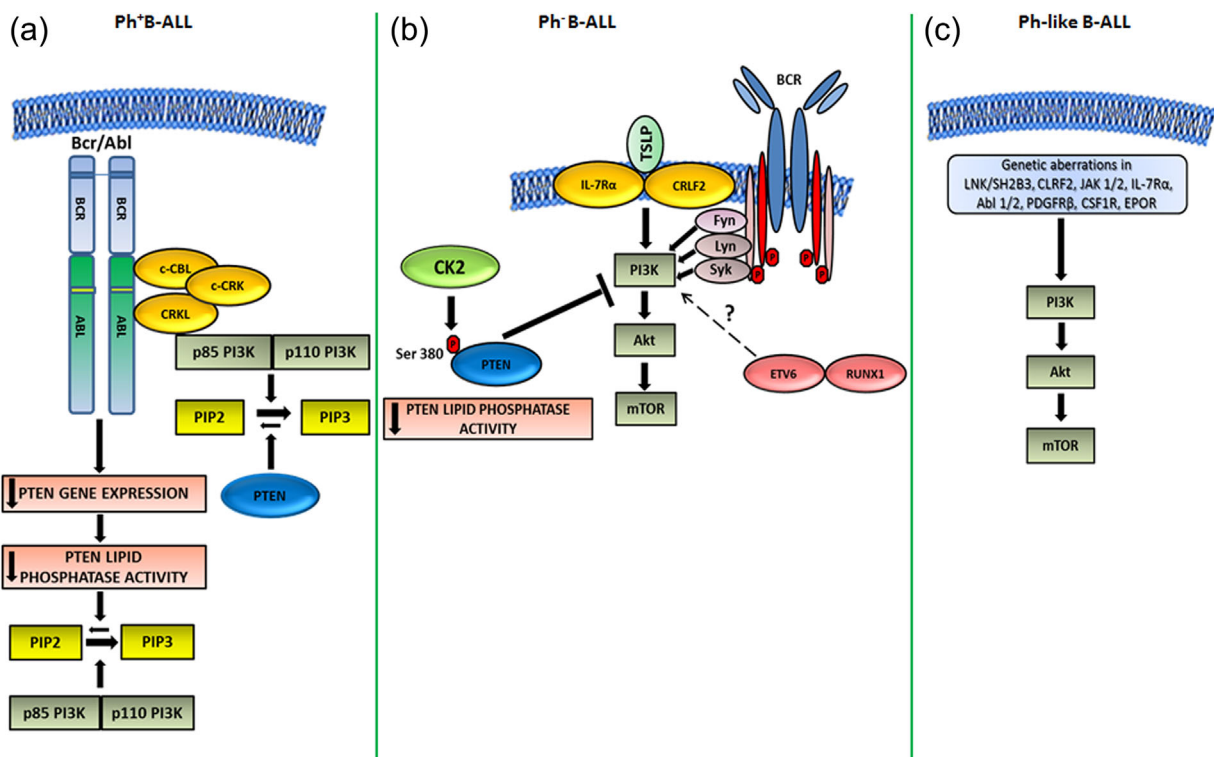 (a)
Ph+B-ALL
Bcr/Abl
BCR
BCR
ABL
ABL
c-CBL
c-CRK
CRKL
p85 PI3K
p110 PI3K
PIP2
PIP3
PTEN
PTEN GENE EXPRESSION
PTEN LIPID
PHOSPHATASE ACTIVITY
PIP2
PIP3
p85 PI3K
p110 PI3K
(b)
Ph- B-ALL
BCR
TSLP
IL-7Rα
CRLF2
Fyn
Lyn
Syk
P
P
P
P
CK2
PI3K
?
Ser 380
P
PTEN
Akt
ETV6
RUNX1
PTEN LIPID PHOSPHATASE
ACTIVITY
mTOR
(c)
Ph-like B-ALL
Genetic aberrations in
LNK/SH2B3, CLRF2, JAK 1/2, IL-7Rα,
Abl 1/2, PDGFRβ, CSF1R, EPOR
PI3K
Akt
mTOR